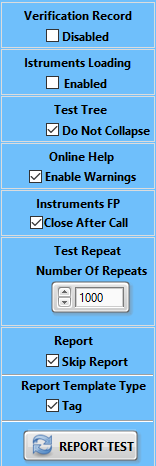 Verification Record
Disabled
Istruments Loading
Enabled
Test Tree
Do Not Collapse
Online Help
Enable Warnings
Instruments FP
Close After Call
Test Repeat
Number Of Repeats
1000
Report
Skip Report
Report Template Type
Tag
REPORT TEST